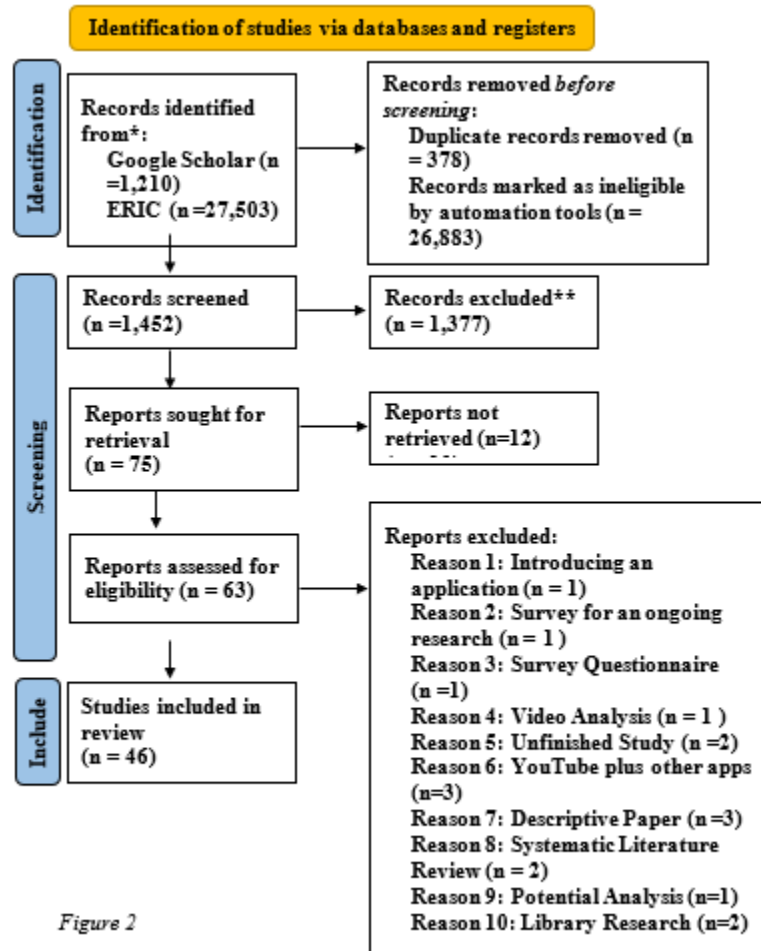 Identification of studies via databases and registers
Identification
Records identified
from*:
Google Scholar (n
=1,210)
ERIC (n=27,503)
Records removed before
screening:
Duplicate records removed (n
= 378)
Records marked as ineligible
by automation tools (n =
26,883)
Screening
Records screened
(n =1,452)
Records excluded**
(n = 1,377)
Reports sought for
retrieval
(n = 75)
Reports not
retrieved (n=12)
Reports assessed for
eligibility (n = 63)
Reports excluded:
Reason 1: Introducing an
application (n = 1)
Reason 2: Survey for an ongoing
research (n = 1 )
Reason 3: Survey Questionnaire
(n =1)
Reason 4: Video Analysis (n = 1 )
Reason 5: Unfinished Study (n =2)
Reason 6: YouTube plus other apps
(n=3)
Reason 7: Descriptive Paper (n =3)
Reason 8: Systematic Literature
Review (n = 2)
Reason 9: Potential Analysis (n=1)
Reason 10: Library Research (n=2)
Include
Studies included in
review
(n = 46)
Figure 2